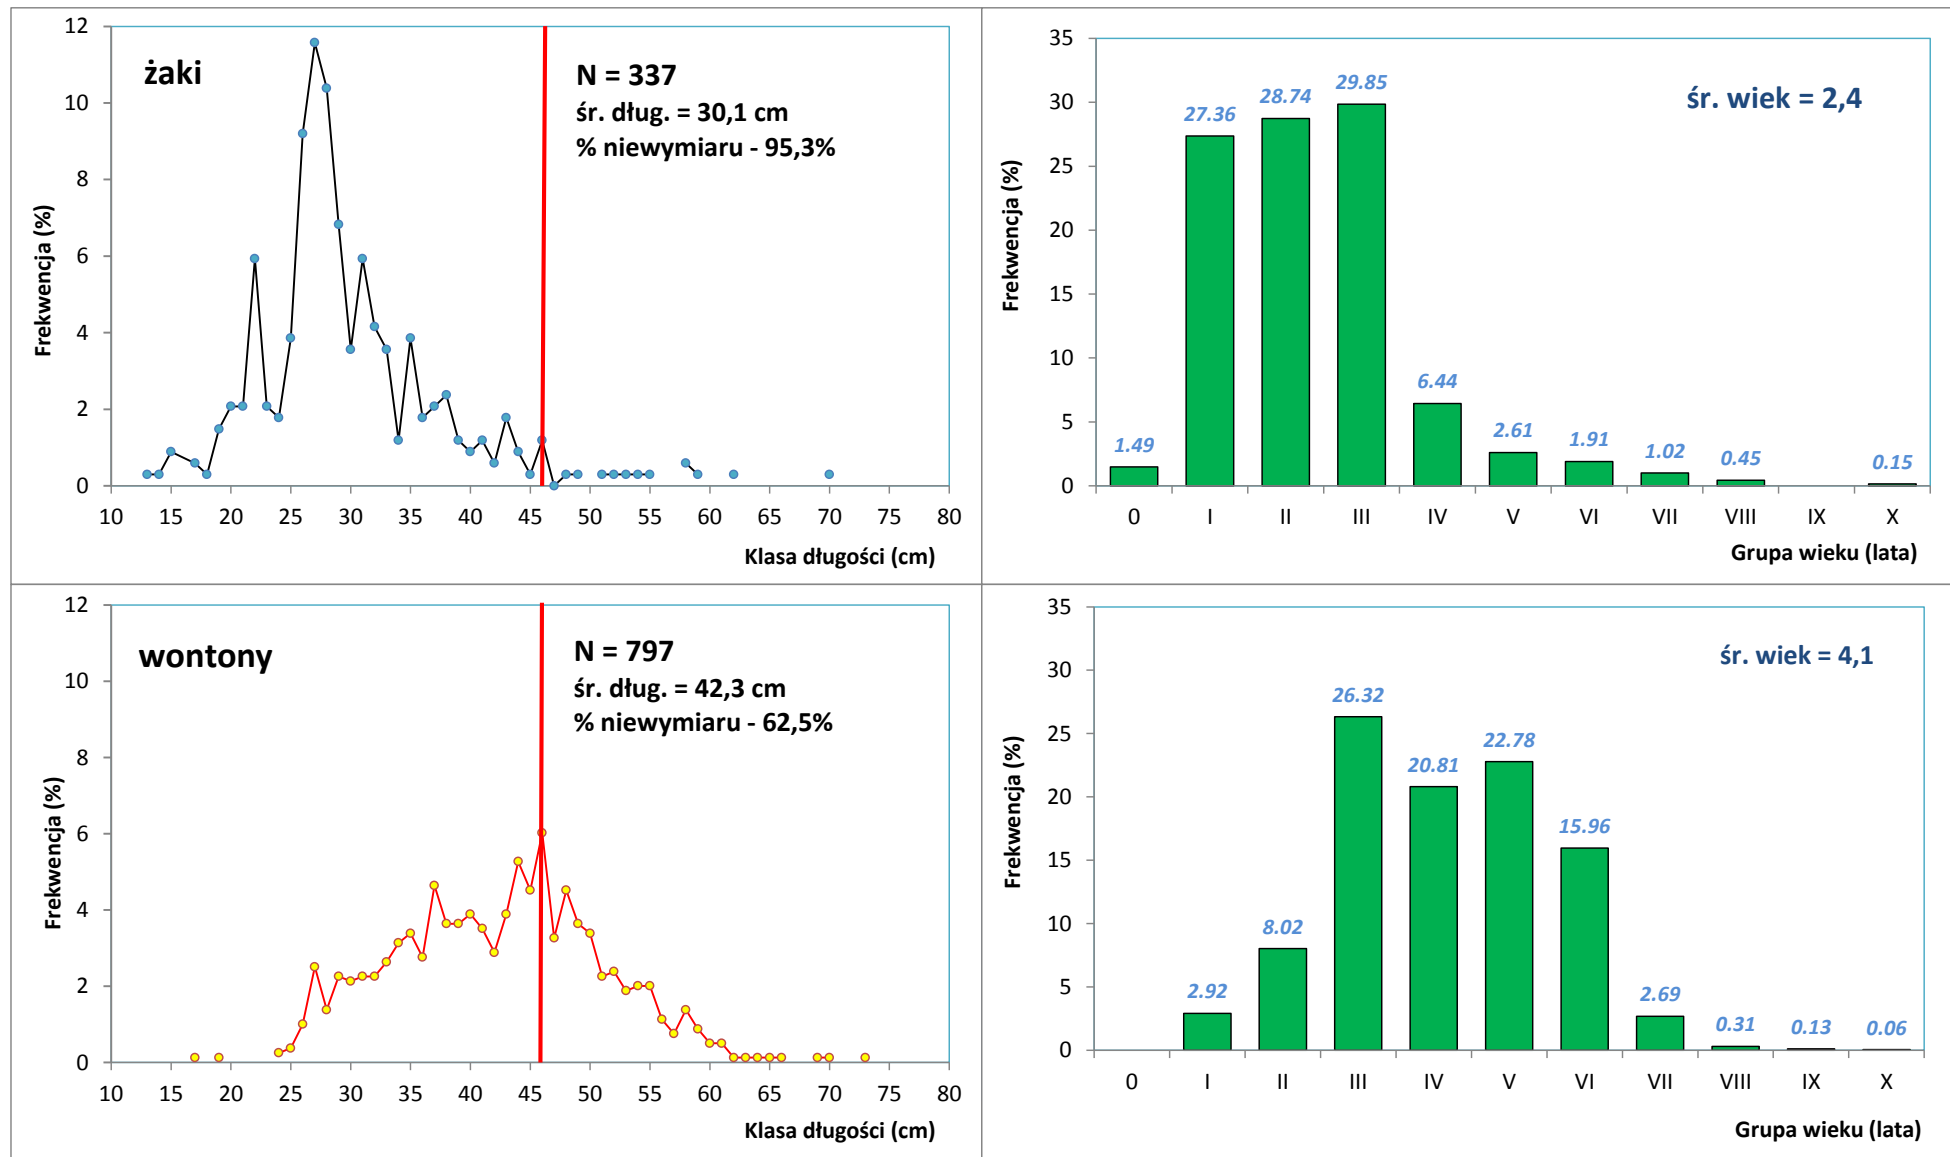 żaki
N = 337
śr. dług. = 30,1 cm
% niewymiaru - 95,3%
Frekwencja (%)
12
10
8
6
4
2
0
10 15 20 25 30 35 40 45 50 55 60 65 70 75 80
Klasa długości (cm)
śr. wiek = 2,4
Frekwencja (%)
35
30
25
20
15
10
5
0
1.49 27.36 28.74 29.85 6.44 2.61 1.91 1.02 0.45 0.15
0 I II III IV V VI VII VIII IX X
Grupa wieku (lata)
wontony
N = 797
śr. dług. = 42,3 cm
% niewymiaru - 62,5%
Frekwencja (%)
12
10
8
6
4
2
0
10 15 20 25 30 35 40 45 50 55 60 65 70 75 80
Klasa długości (cm)
śr. wiek = 4,1
Frekwencja (%)
35
30
25
20
15
10
5
0
2.92 8.02 26.32 20.81 22.78 15.96 2.69 0.31 0.13 0.06
0 I II III IV V VI VII VIII IX X
Grupa wieku (lata)